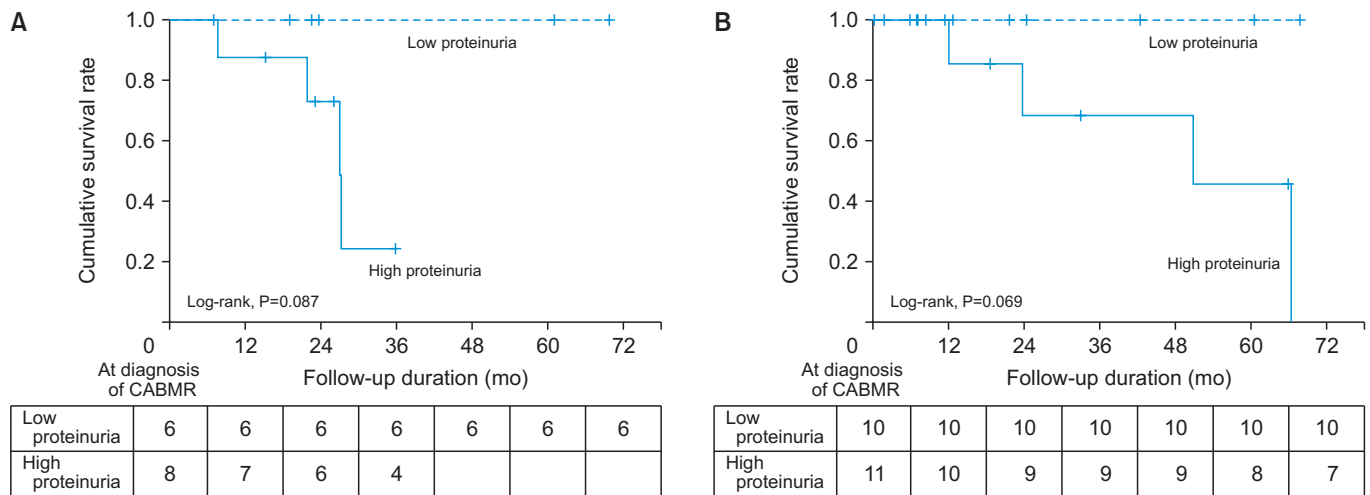 A
Cumulative survival rate
1.0
0.8
0.6
0.4
0.2
Low proteinuria
High proteinuria
Log-rank, P=0.087
0 12 24 36 48 60 72
At diagnosis
of CABMR
Follow-up duration (mo)
Low
proteinuria 6 6 6 6 6 6 6
High
proteinuria 8 7 6 4
B
Cumulative survival rate
1.0
0.8
0.6
0.4
0.2
Low proteinuria
High proteinuria
Log-rank, P=0.069
0 12 24 36 48 60 72
At diagnosis
of CABMR
Follow-up duration (mo)
Low
proteinuria 10 10 10 10 10 10 10
High
proteinuria 11 10 9 9 9 8 7